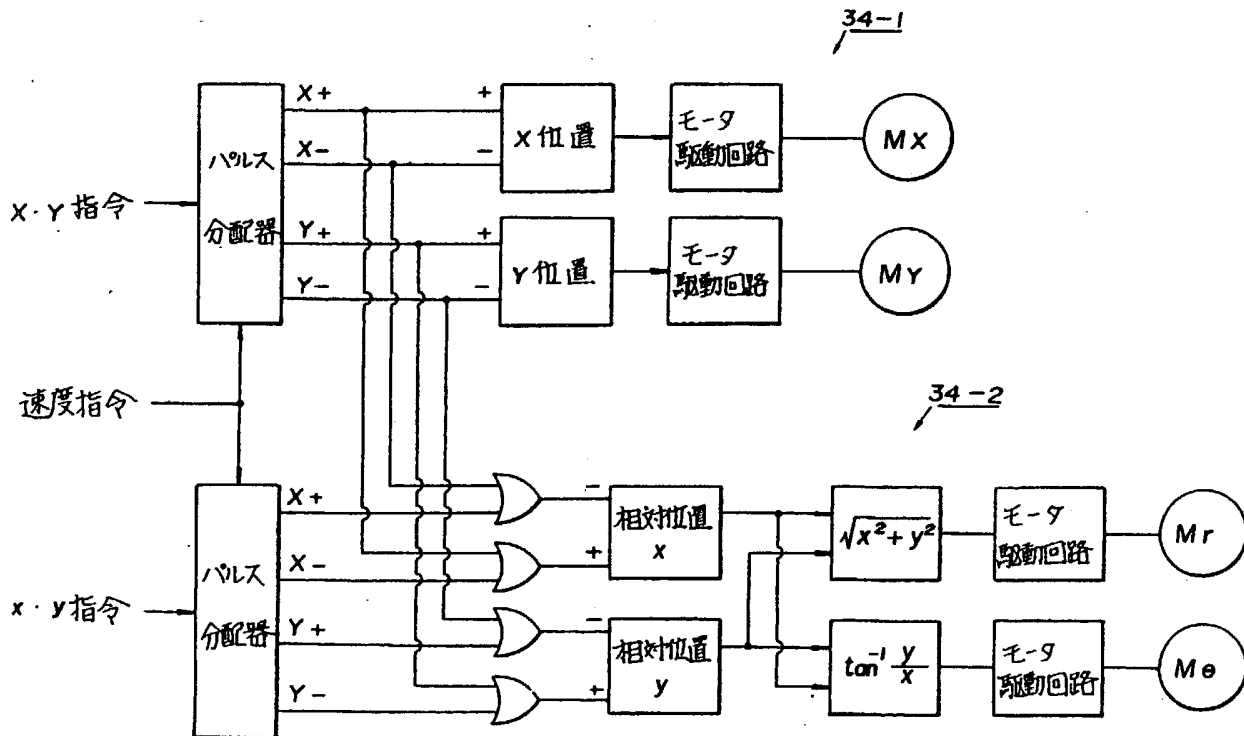 34-1
X+
X-
Y+
Y-
パルス
分配器
X・Y 指令
+
-
+
-
X位置
Y位置
モータ
駆動回路
モータ
駆動回路
MX
MY
速度指令
34-2
X+
X-
Y+
Y-
パルス
分配器
x・y指令
-
+
-
+
相対位置
x
相対位置
y
√x²+y²
tan⁻¹ y/x
モータ
駆動回路
モータ
駆動回路
Mr
Mθ